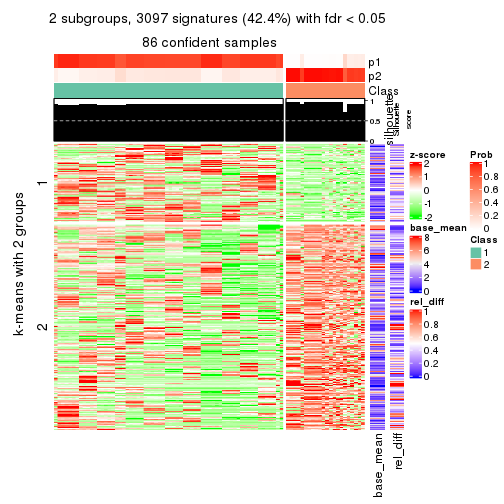 2 subgroups, 3097 signatures (42.4%) with fdr < 0.05
86 confident samples
p1
p2
Class
1
0.5
0
silhouette
Silhouette
score
k-means with 2 groups
1
2
base_mean
rel_diff
z-score
2
1
0
-1
-2
base_mean
8
6
4
2
0
rel_diff
1
0.8
0.6
0.4
0.2
0
Prob
1
0.8
0.6
0.4
0.2
0
Class
1
2